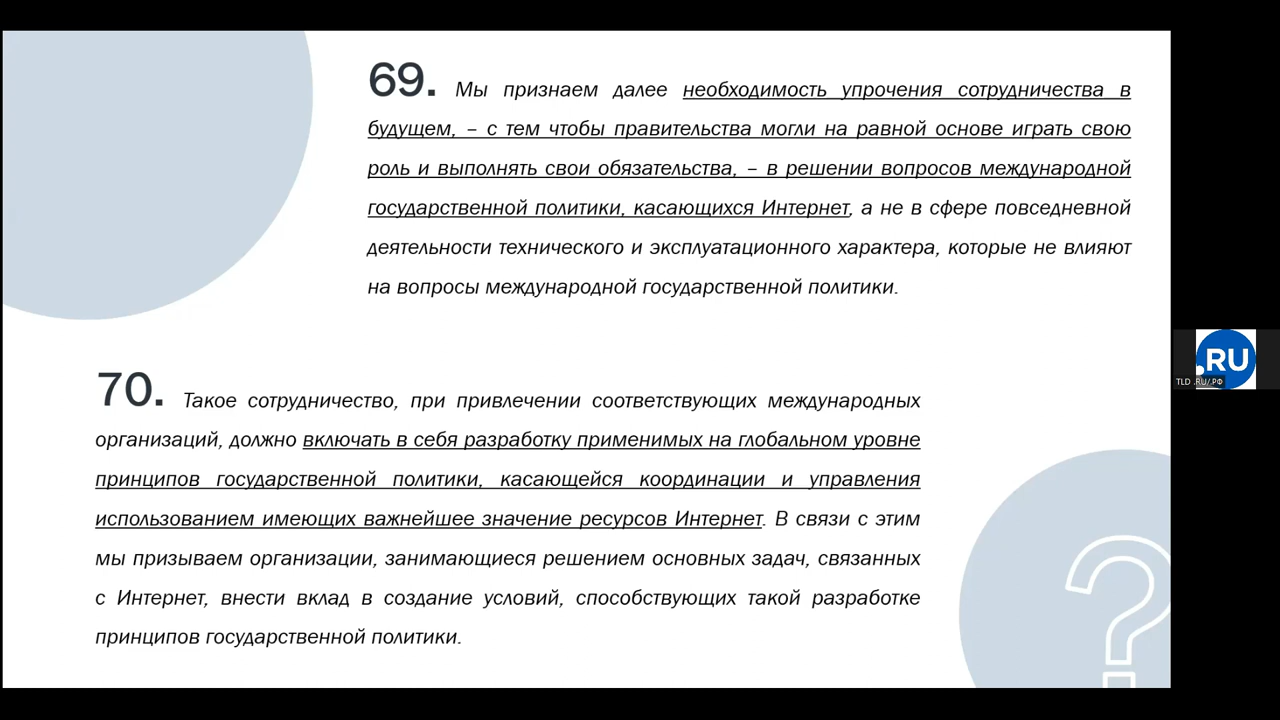 69. Мы признаем далее необходимость упрочения сотрудничества в
будущем, – с тем чтобы правительства могли на равной основе играть свою
роль и выполнять свои обязательства, – в решении вопросов международной
государственной политики, касающихся Интернет, а не в сфере повседневной
деятельности технического и эксплуатационного характера, которые не влияют
на вопросы международной государственной политики.
70. Такое сотрудничество, при привлечении соответствующих международных
организаций, должно включать в себя разработку применимых на глобальном уровне
принципов государственной политики, касающейся координации и управления
использованием имеющих важнейшее значение ресурсов Интернет. В связи с этим
мы призываем организации, занимающиеся решением основных задач, связанных
с Интернет, внести вклад в создание условий, способствующих такой разработке
принципов государственной политики.
?
.RU
TLD .RU/.РФ